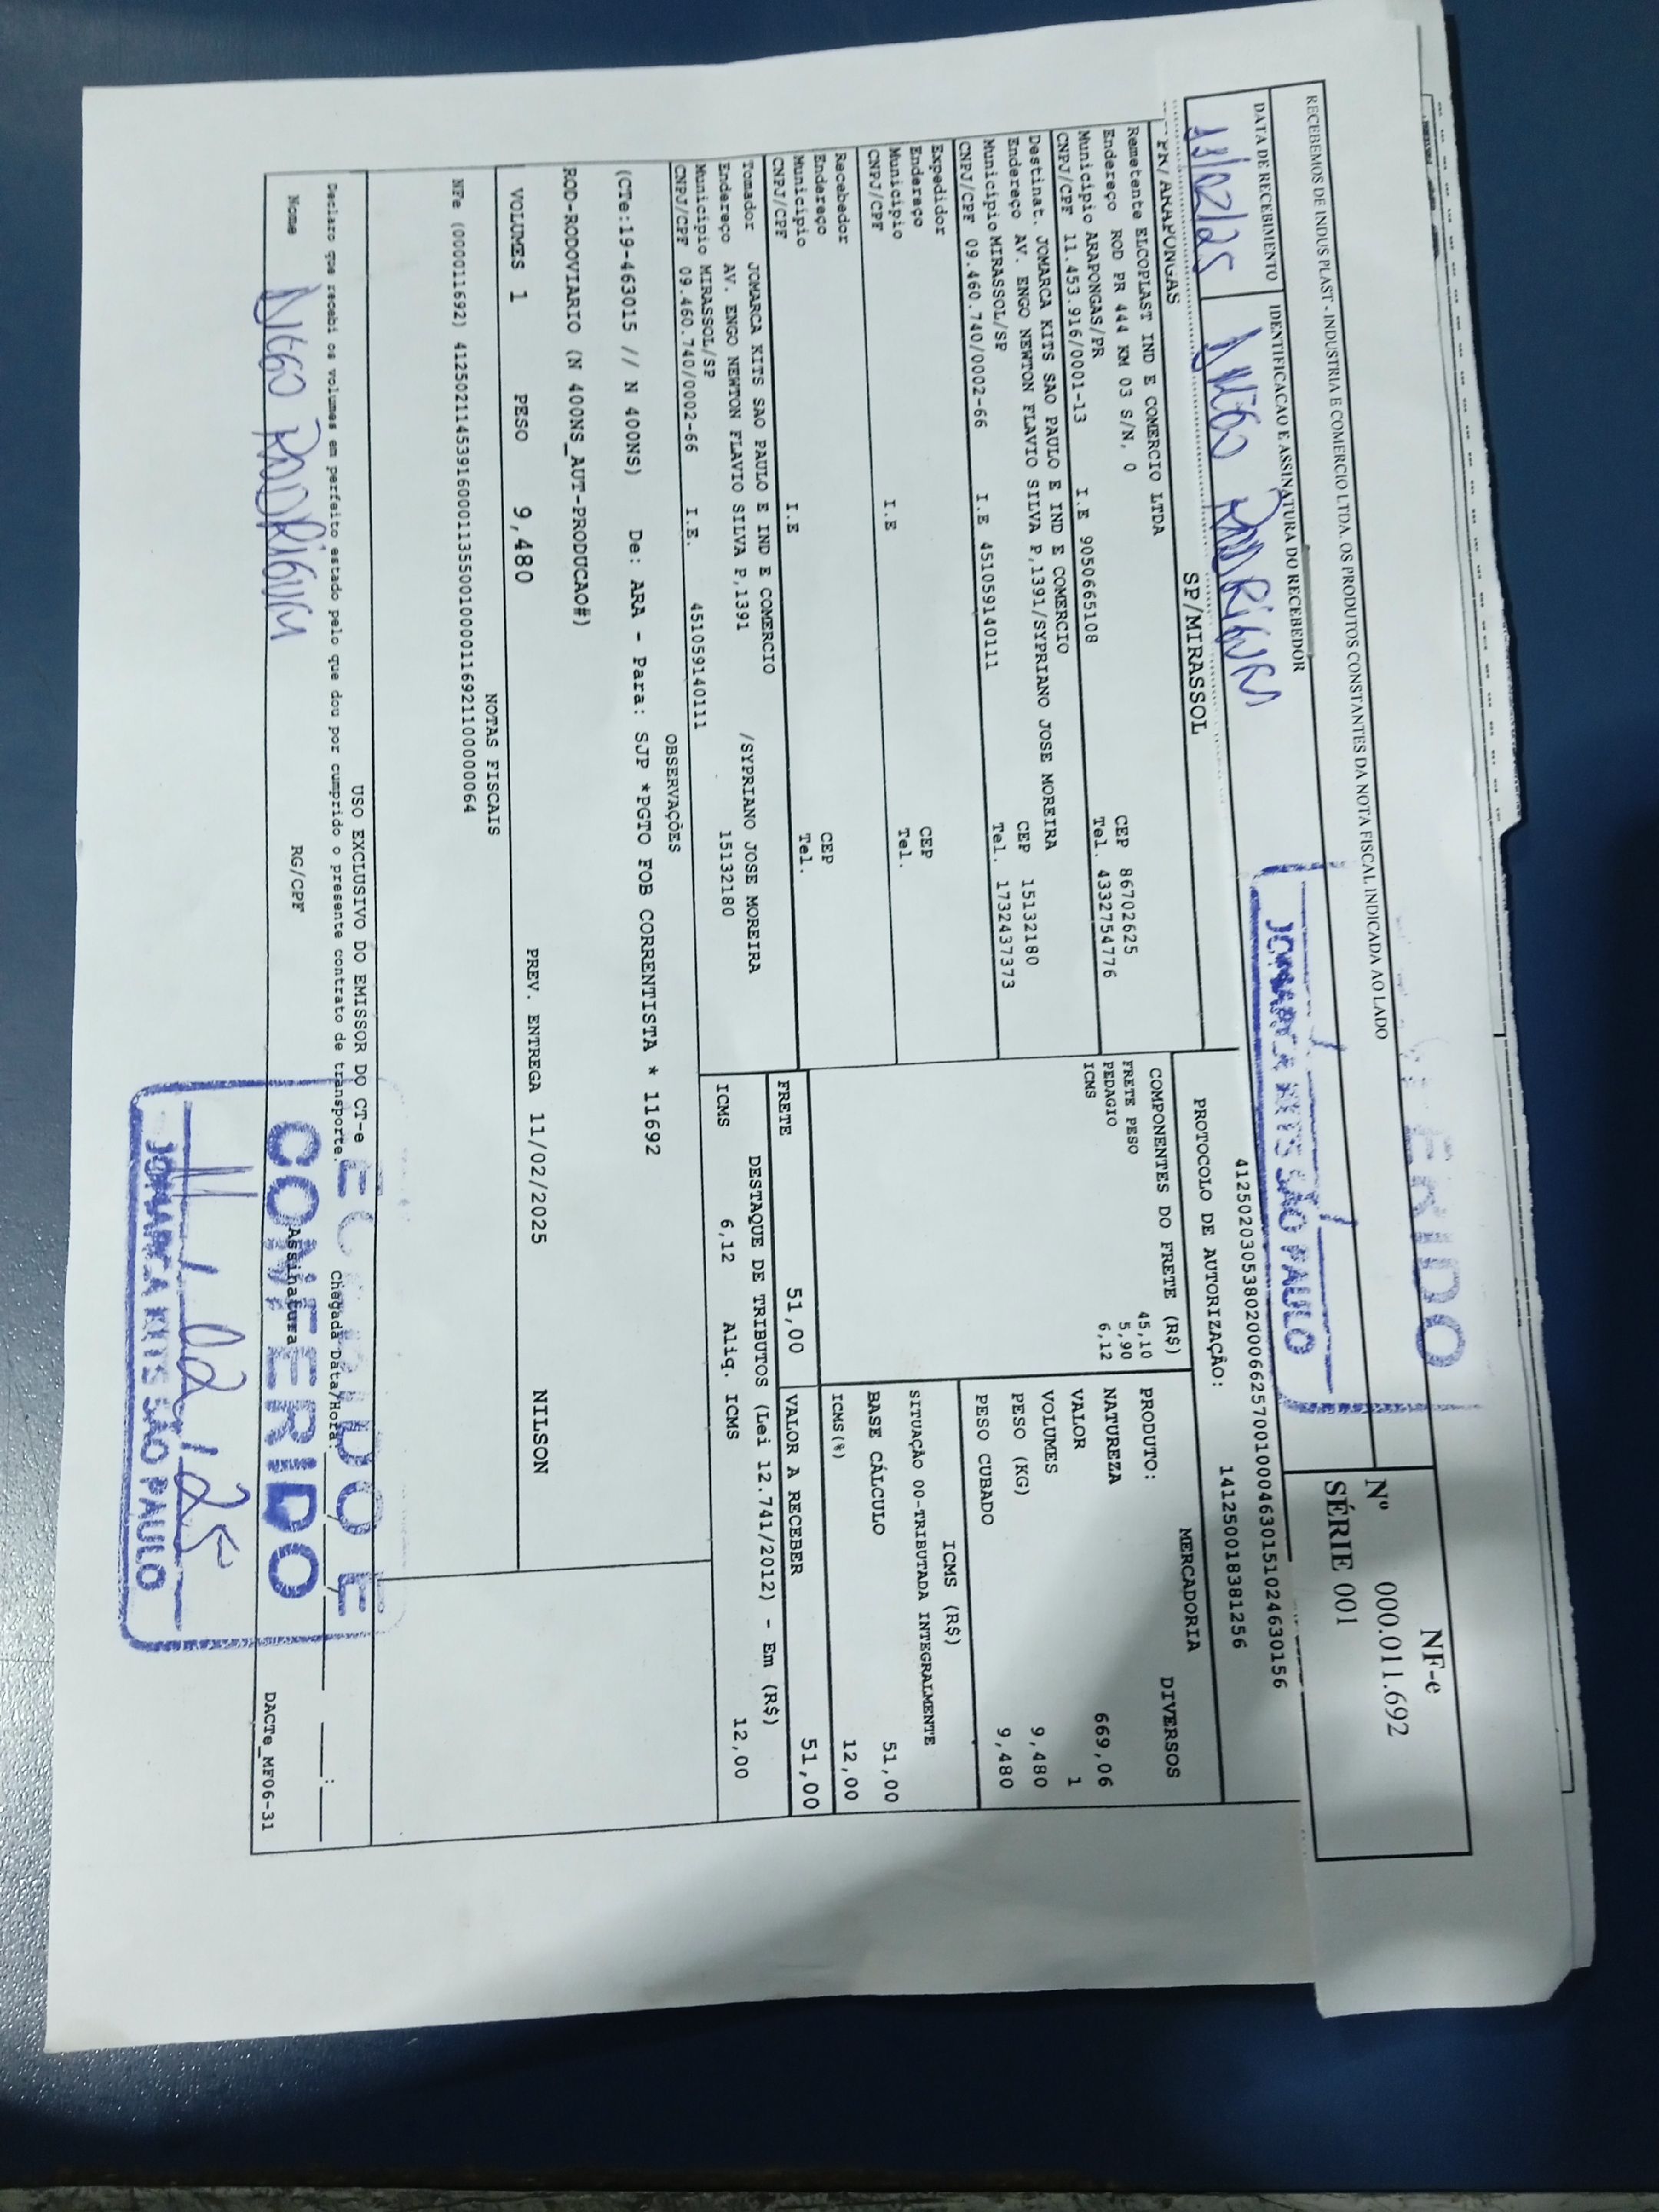 RECEBEMOS DE INDUS PLAST - INDUSTRIA E COMERCIO LTDA. OS PRODUTOS CONSTANTES DA NOTA FISCAL INDICADA AO LADO
NF-e
Nº 000.011.692
SÉRIE 001
DATA DE RECEBIMENTO
IDENTIFICACAO E ASSINATURA DO RECEBEDOR
JOMARCA KITS SÃO PAULO
41250203053802000662570010004630151024630156
PROTOCOLO DE AUTORIZAÇÃO: 141250018381256
PR/ARAPONGAS SP/MIRASSOL
Remetente ELCOPLAST IND E COMERCIO LTDA
Endereço ROD PR 444 KM 03 S/N, 0 CEP 86702625
Município ARAPONGAS/PR Tel. 4332754776
CNPJ/CPF 11.453.916/0001-13 I.E 9050665108
Destinat. JOMARCA KITS SAO PAULO E IND E COMERCIO
Endereço AV. ENGO NEWTON FLAVIO SILVA P,1391/SYPRIANO JOSE MOREIRA CEP 15132180
Município MIRASSOL/SP Tel. 1732437373
CNPJ/CPF 09.460.740/0002-66 I.E 451059140111
Expedidor
Endereço CEP
Município Tel.
CNPJ/CPF I.E
Recebedor
Endereço CEP
Município Tel.
CNPJ/CPF I.E
Tomador JOMARCA KITS SAO PAULO E IND E COMERCIO /SYPRIANO JOSE MOREIRA
Endereço AV. ENGO NEWTON FLAVIO SILVA P,1391 15132180
Município MIRASSOL/SP
CNPJ/CPF 09.460.740/0002-66 I.E. 451059140111
COMPONENTES DO FRETE (R$)
FRETE PESO 45,10
PEDAGIO 5,90
ICMS 6,12
MERCADORIA
PRODUTO: DIVERSOS
NATUREZA
VALOR 669,06
VOLUMES 1
PESO (KG) 9,480
PESO CUBADO 9,480
ICMS (R$)
SITUAÇÃO 00-TRIBUTADA INTEGRALMENTE
BASE CÁLCULO 51,00
ICMS(%) 12,00
FRETE 51,00 VALOR A RECEBER 51,00
DESTAQUE DE TRIBUTOS (Lei 12.741/2012) - Em (R$)
ICMS 6,12 Aliq. ICMS 12,00
OBSERVAÇÕES
(CTe:19-463015 // N 400NS) De: ARA - Para: SJP *PGTO FOB CORRENTISTA * 11692
ROD-RODOVIARIO (N 400NS_AUT-PRODUCAO#)
VOLUMES 1 PESO 9,480 PREV. ENTREGA 11/02/2025 NILSON
NOTAS FISCAIS
NFe (000011692) 41250211453916000113550010000116921100000064
USO EXCLUSIVO DO EMISSOR DO CT-e
Declaro que recebi os volumes em perfeito estado pelo que dou por cumprido o presente contrato de transporte. Chegada Data/Hora:
Nome RG/CPF Assinatura
CONFERIDO
11/02/25
JOMARCA KITS SÃO PAULO
DACTe_MF06-31